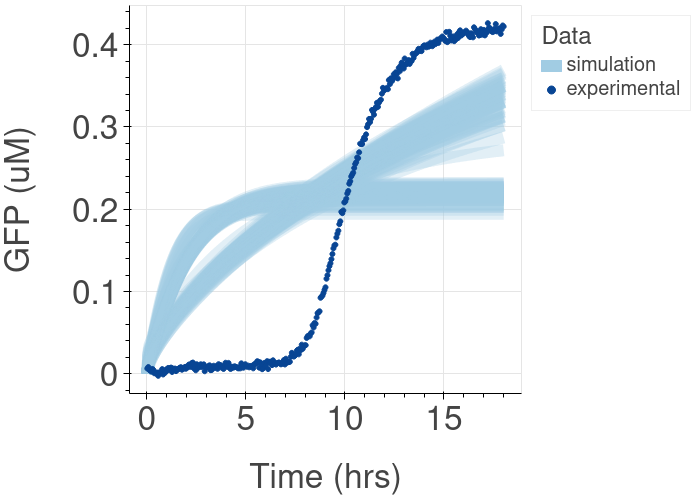 GFP (uM)
0.4
0.3
0.2
0.1
0
0
5
10
15
Time (hrs)
Data
simulation
experimental